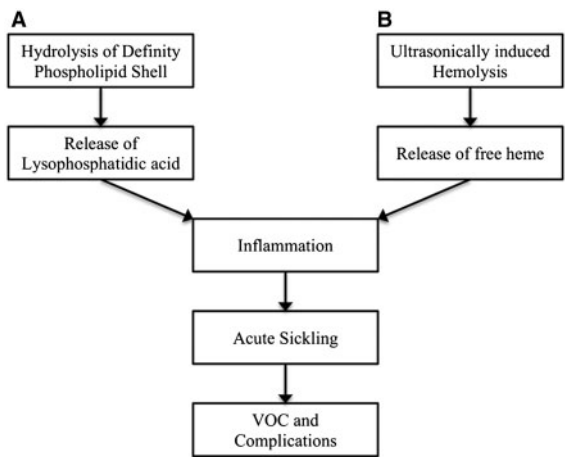 A
Hydrolysis of Definity
Phospholipid Shell
Release of
Lysophosphatidic acid
B
Ultrasonically induced
Hemolysis
Release of free heme
Inflammation
Acute Sickling
VOC and
Complications